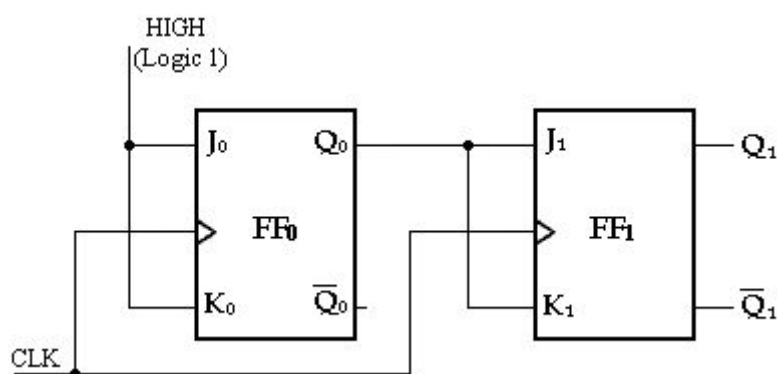 HIGH
(Logic 1)
J₀
Q₀
J₁
Q₁
FF₀
FF₁
K₀
Q̅₀
K₁
Q̅₁
CLK